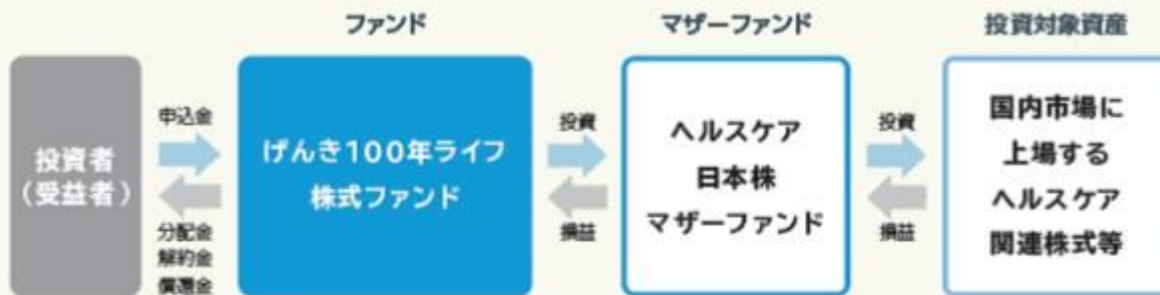 ファンド
マザーファンド
投資対象資産
投資者
(受益者)
申込金
分配金
解約金
償還金
げんき100年ライフ
株式ファンド
投資
損益
ヘルスケア
日本株
マザーファンド
投資
損益
国内市場に
上場する
ヘルスケア
関連株式等